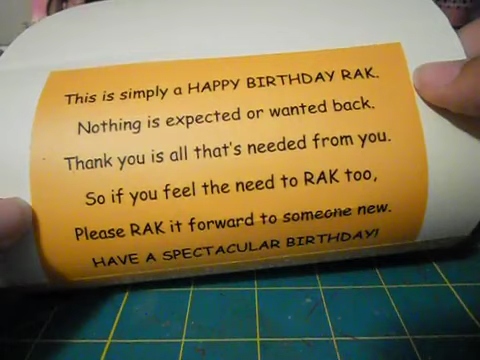 This is simply a HAPPY BIRTHDAY RAK.
Nothing is expected or wanted back.
Thank you is all that's needed from you.
So if you feel the need to RAK too,
Please RAK it forward to someone new.
HAVE A SPECTACULAR BIRTHDAY!